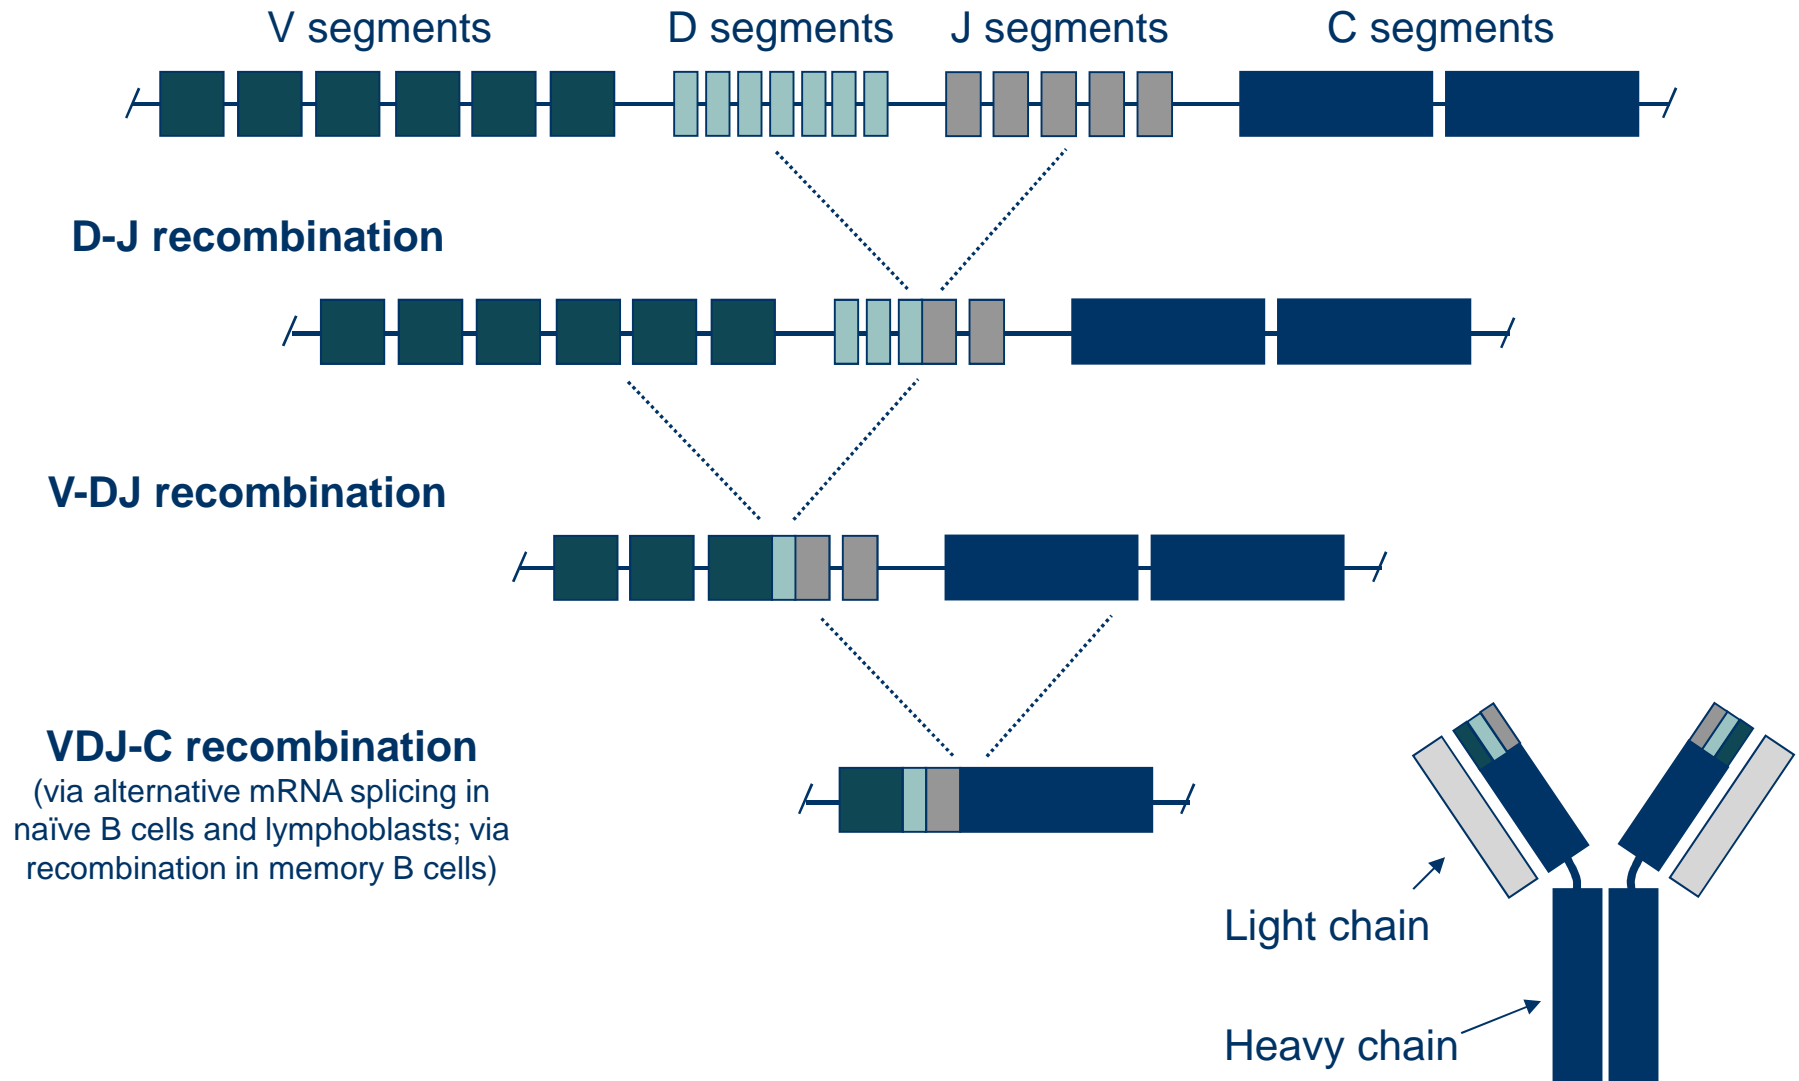 V segments
D segments
J segments
C segments
D-J recombination
V-DJ recombination
VDJ-C recombination
(via alternative mRNA splicing in
naïve B cells and lymphoblasts; via
recombination in memory B cells)
Light chain
Heavy chain